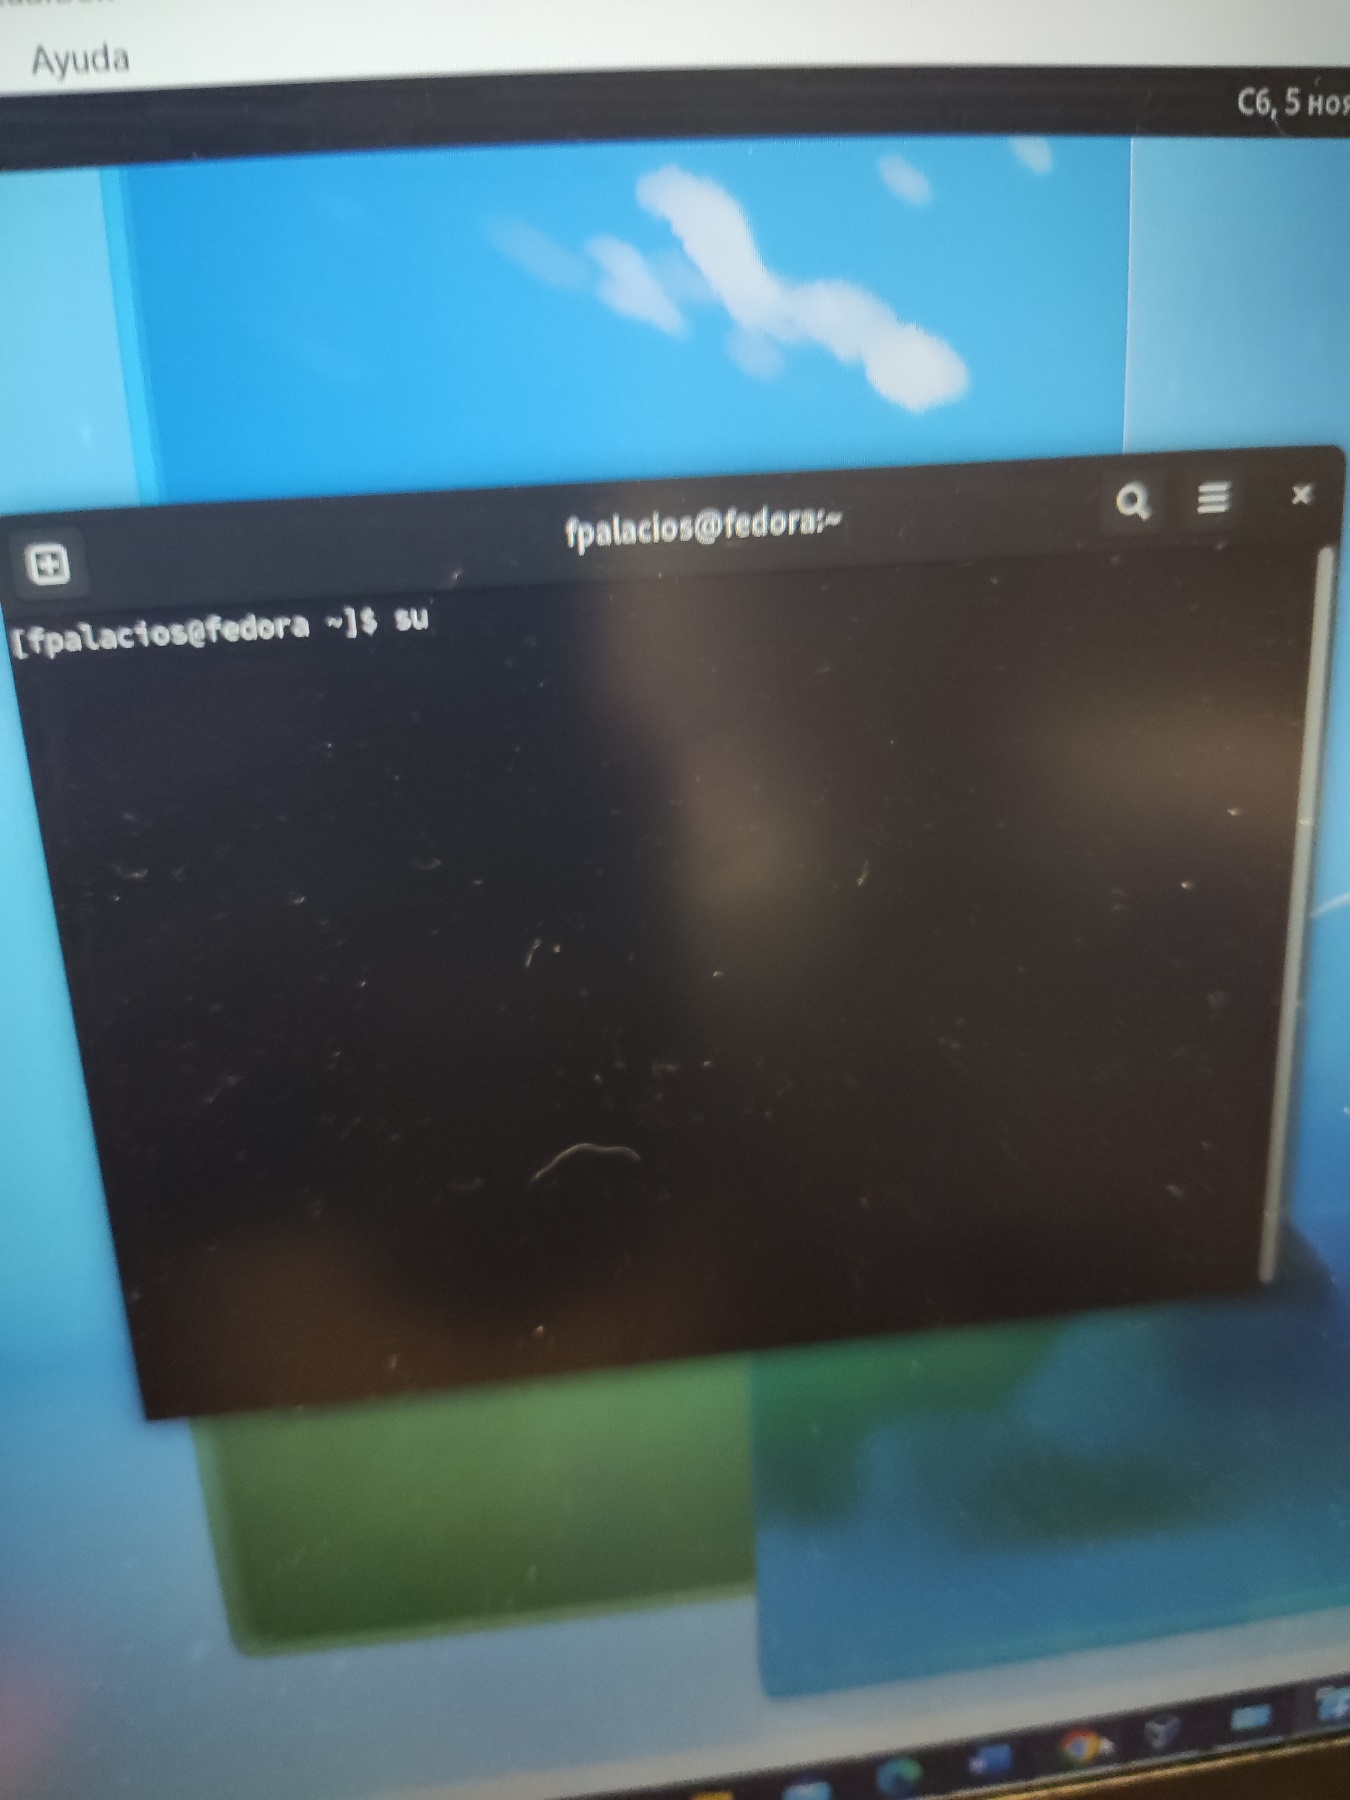 Ayuda
Сб, 5 ноя
fpalacios@fedora:~
[fpalacios@fedora ~]$ su